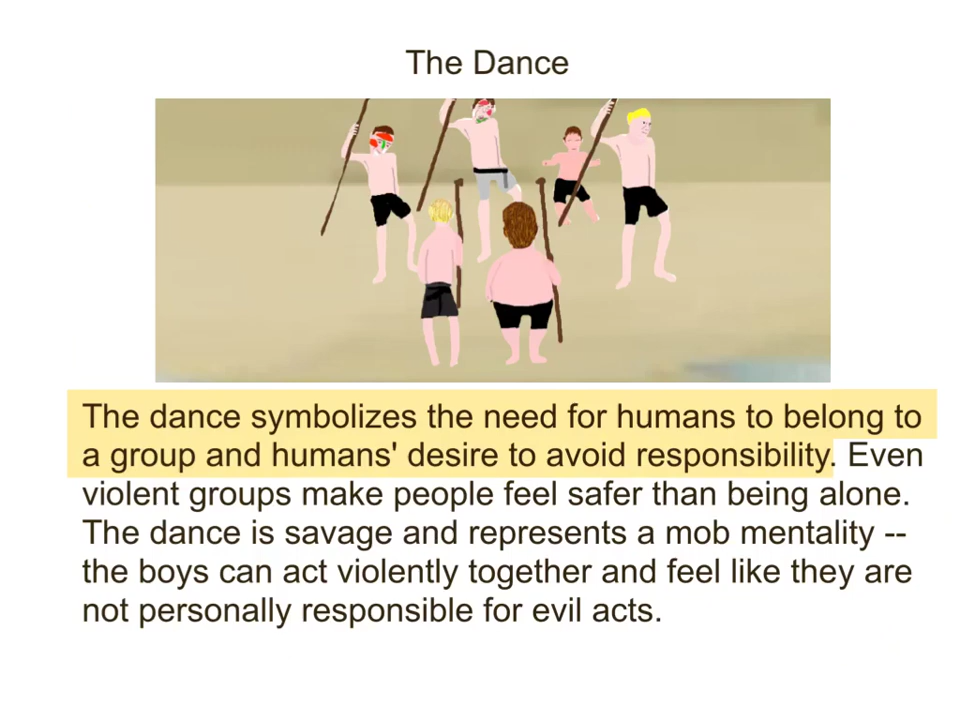 The Dance
The dance symbolizes the need for humans to belong to
a group and humans' desire to avoid responsibility. Even
violent groups make people feel safer than being alone.
The dance is savage and represents a mob mentality --
the boys can act violently together and feel like they are
not personally responsible for evil acts.